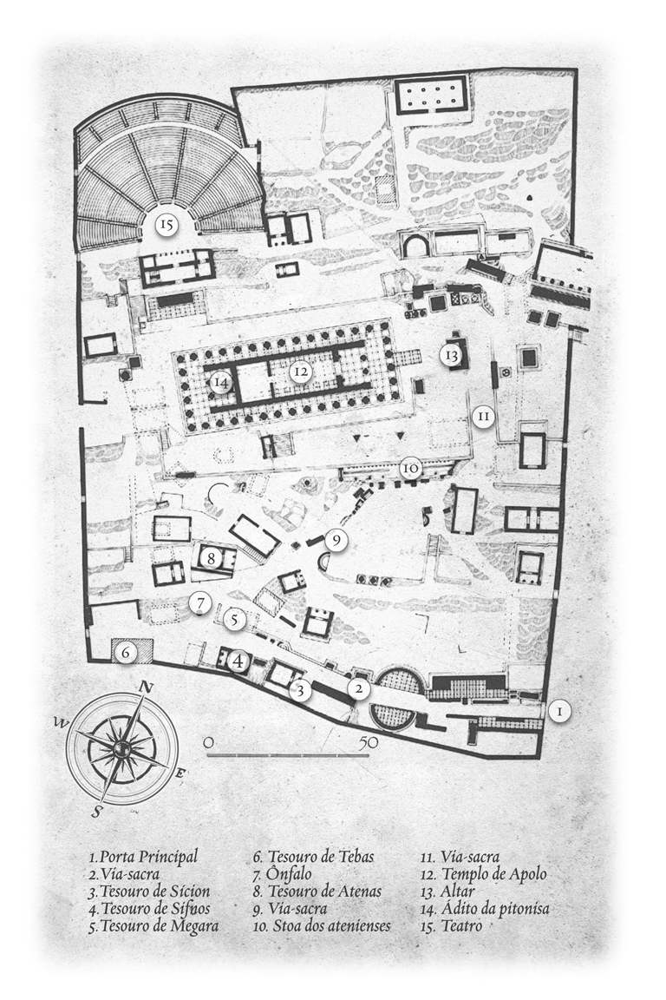 15
13
12
14
11
10
9
8
7
5
6
4
3
2
1
N
W
E
S
0 50
1.Porta Principal
2.Via-sacra
3.Tesouro de Sícion
4.Tesouro de Sifnos
5.Tesouro de Megara
6. Tesouro de Tebas
7. Ônfalo
8. Tesouro de Atenas
9. Via-sacra
10. Stoa dos atenienses
11. Via-sacra
12. Templo de Apolo
13. Altar
14. Ádito da pitonisa
15. Teatro